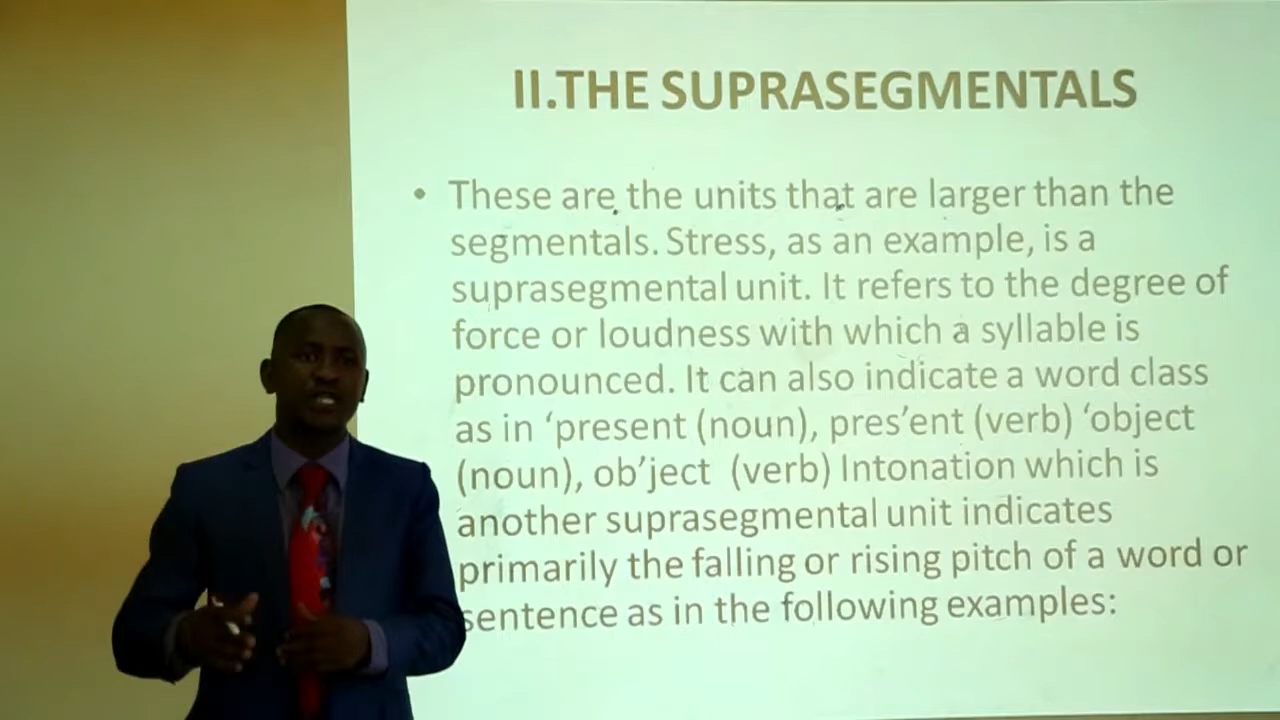 II.THE SUPRASEGMENTALS
• These are the units that are larger than the
segmentals. Stress, as an example, is a
suprasegmental unit. It refers to the degree of
force or loudness with which a syllable is
pronounced. It can also indicate a word class
as in ‘present (noun), pres’ent (verb) ‘object
(noun), ob’ject (verb) Intonation which is
another suprasegmental unit indicates
primarily the falling or rising pitch of a word or
sentence as in the following examples: